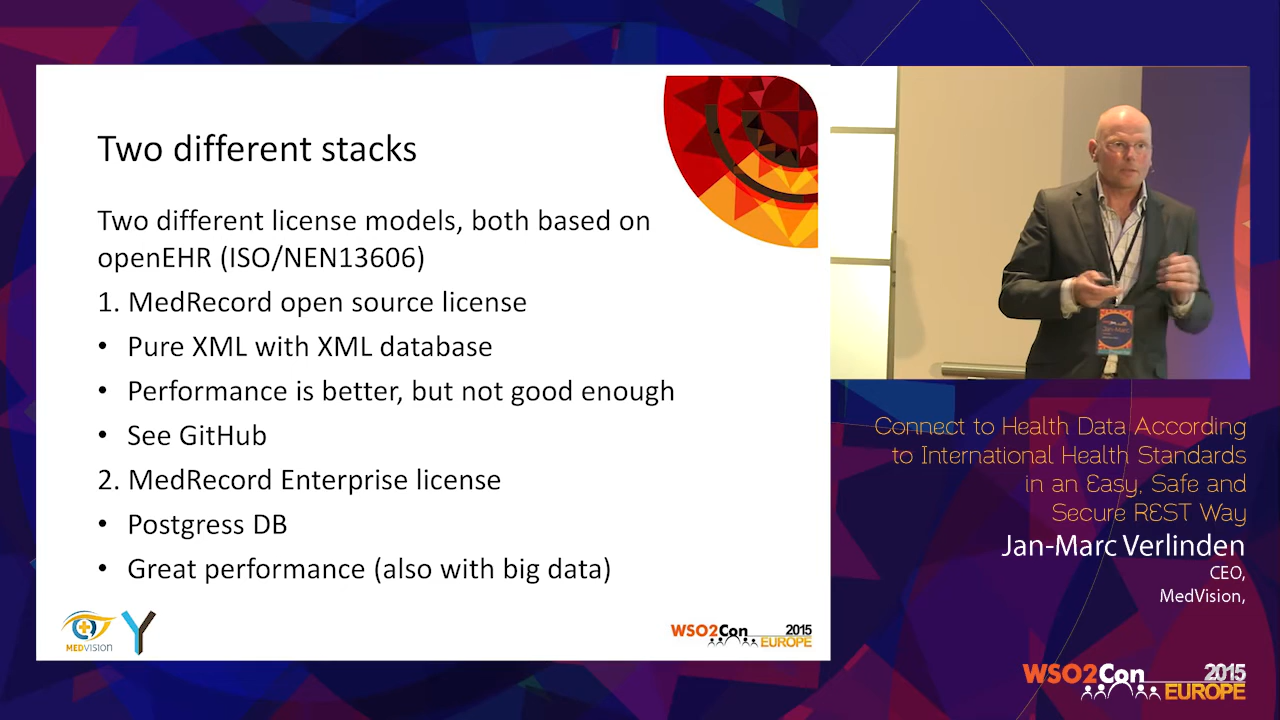 Two different stacks
Two different license models, both based on
openEHR (ISO/NEN13606)
1. MedRecord open source license
• Pure XML with XML database
• Performance is better, but not good enough
• See GitHub
2. MedRecord Enterprise license
• Postgress DB
• Great performance (also with big data)
MEDVISION
WSO2Con 2015
EUROPE
Jan-Marc
Connect to Health Data According
to International Health Standards
in an Easy, Safe and
Secure REST Way
Jan-Marc Verlinden
CEO,
MedVision,
WSO2Con 2015
EUROPE